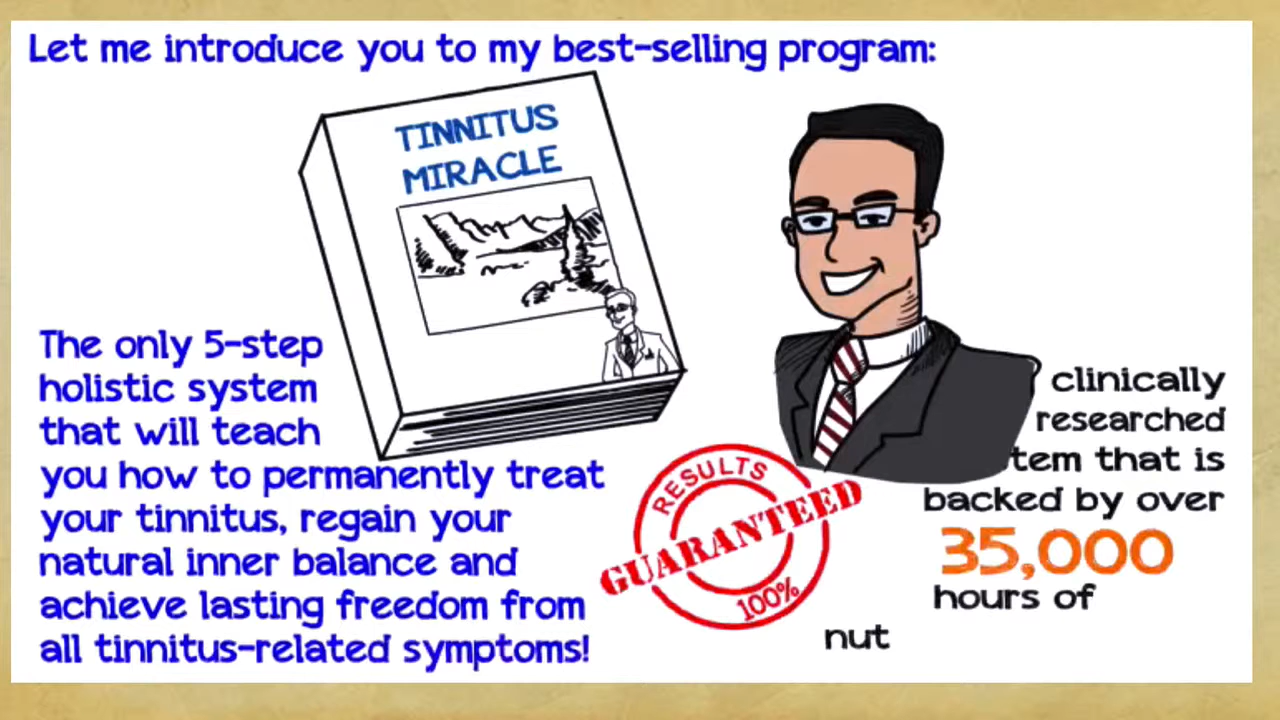 Let me introduce you to my best-selling program:
TINNITUS
MIRACLE
The only 5-step
holistic system
that will teach
you how to permanently treat
your tinnitus, regain your
natural inner balance and
achieve lasting freedom from
all tinnitus-related symptoms!
RESULTS
GUARANTEED
100%
clinically
researched
tem that is
backed by over
35,000
hours of
nut